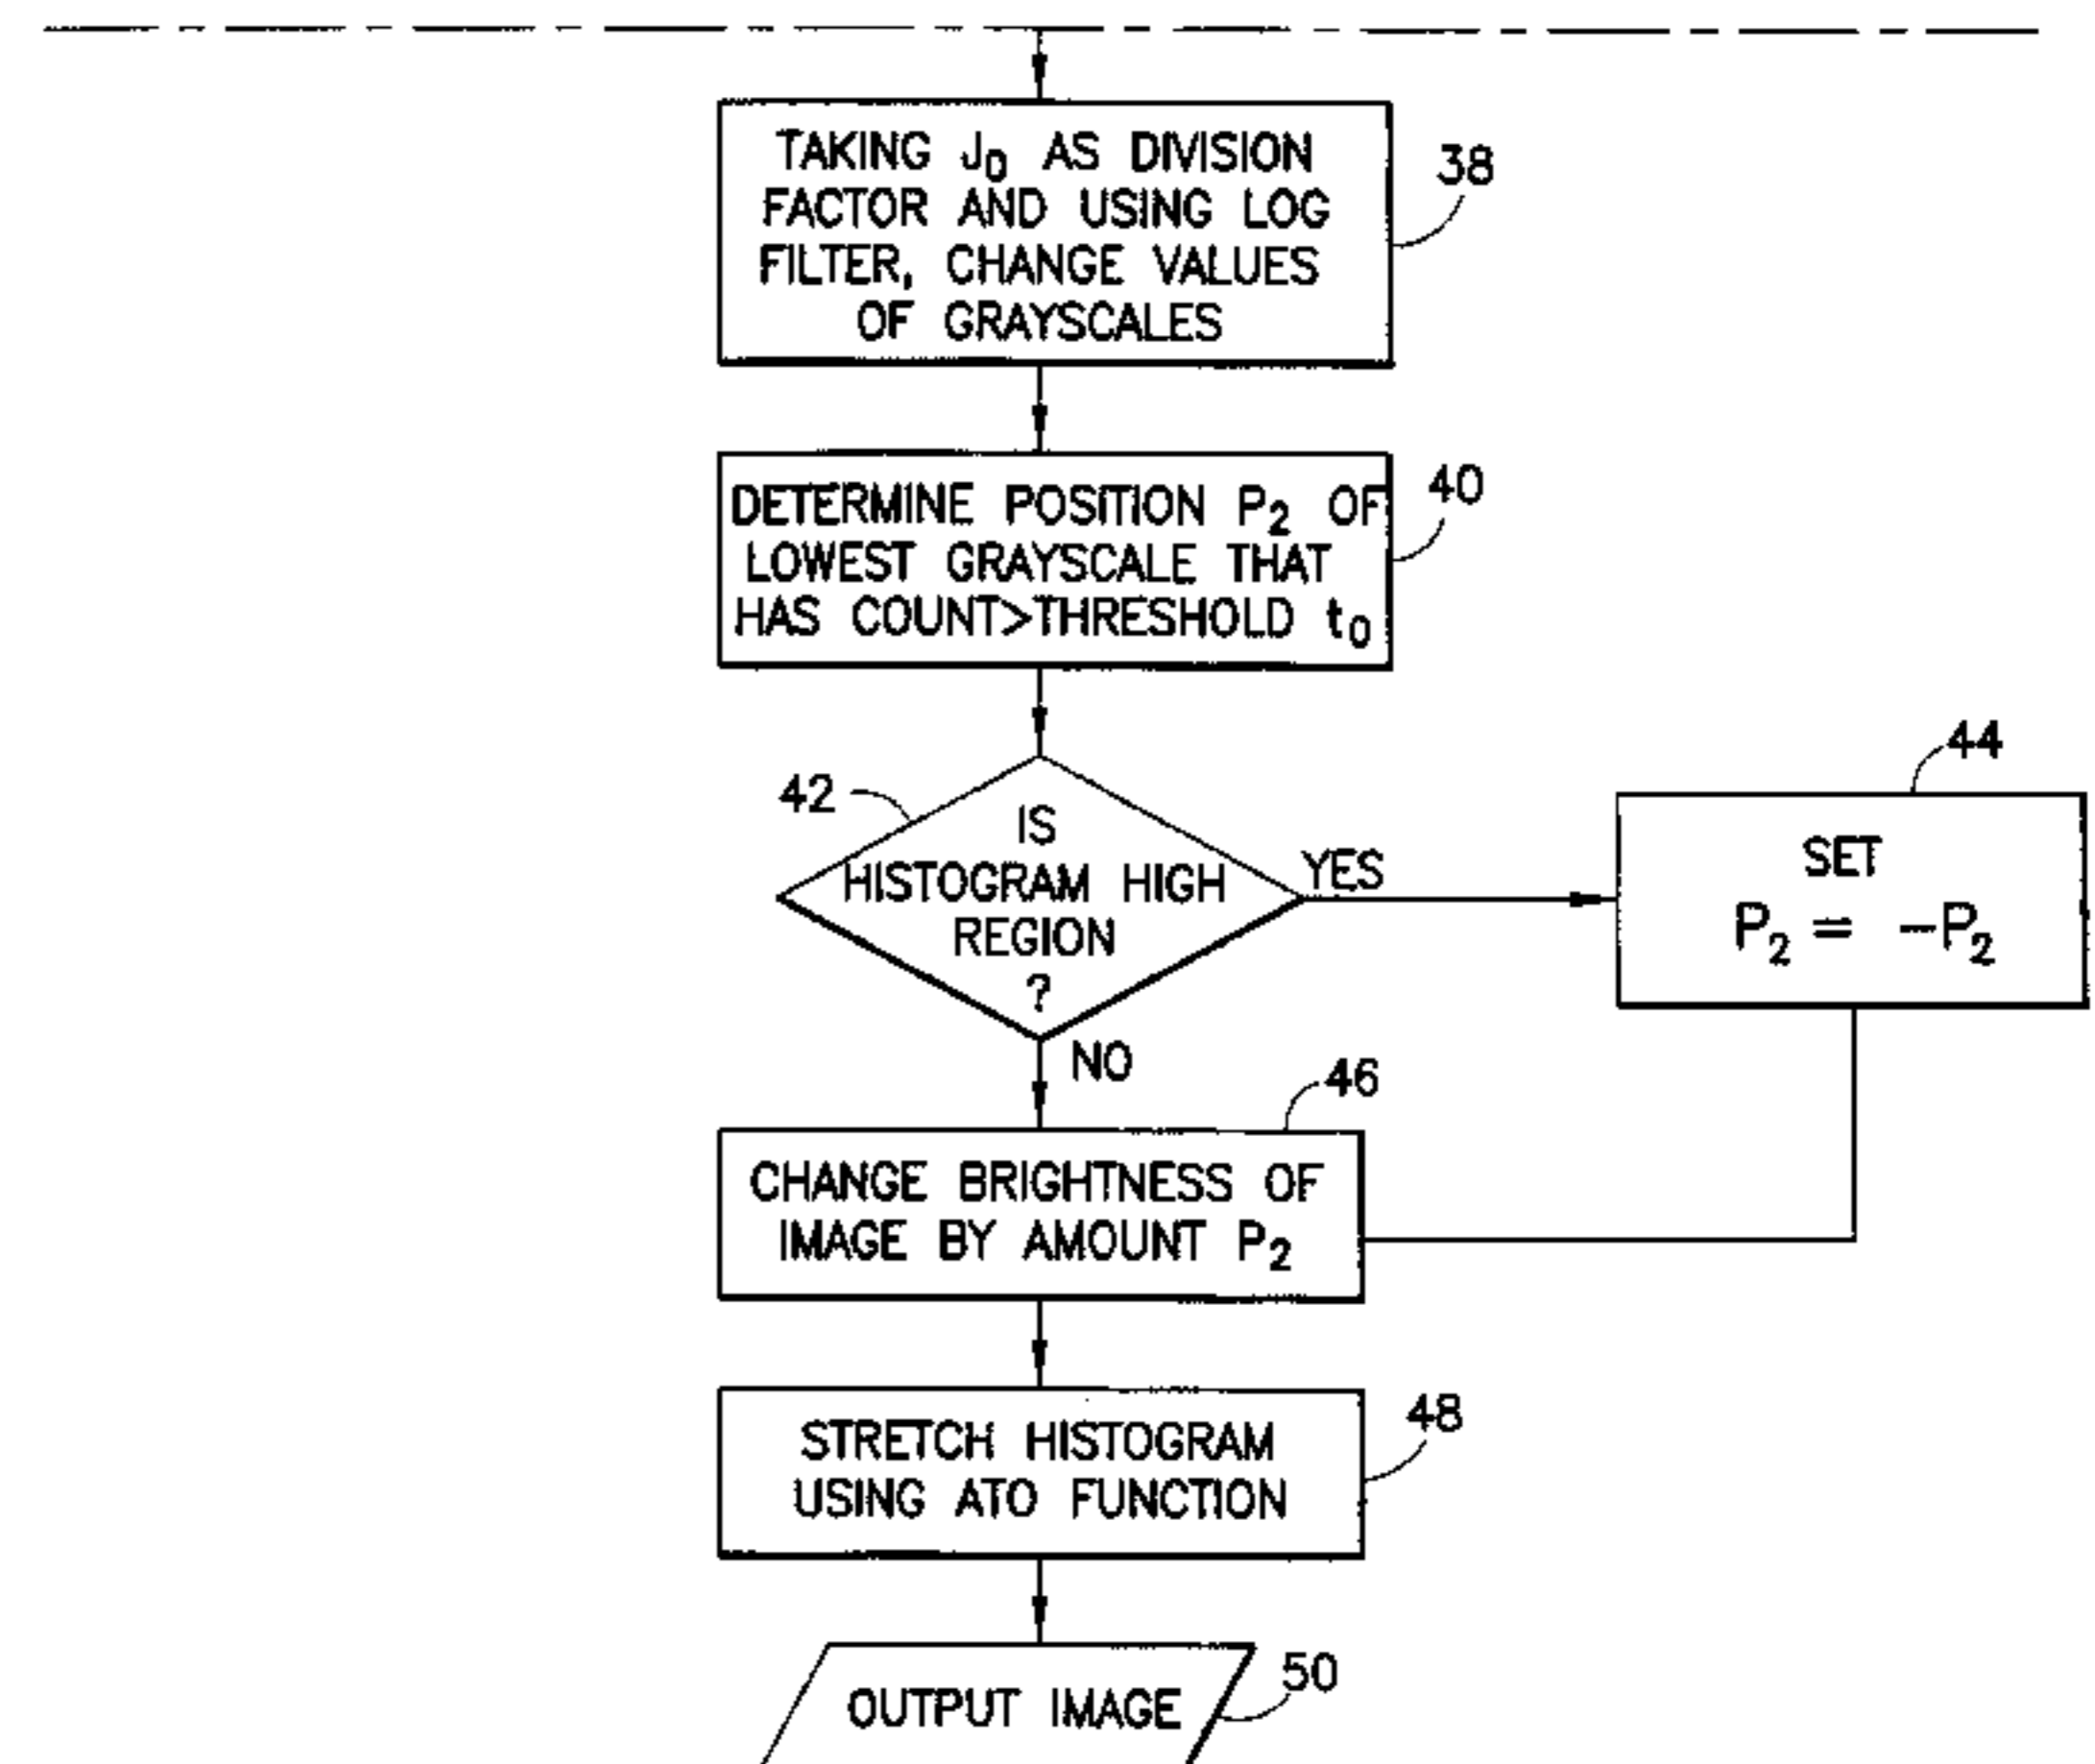 TAKING J₀ AS DIVISION
FACTOR AND USING LOG
FILTER, CHANGE VALUES
OF GRAYSCALES
38
DETERMINE POSITION P₂ OF
LOWEST GRAYSCALE THAT
HAS COUNT>THRESHOLD t₀
40
42
IS
HISTOGRAM HIGH
REGION
?
YES
NO
44
SET
P₂ = -P₂
46
CHANGE BRIGHTNESS OF
IMAGE BY AMOUNT P₂
48
STRETCH HISTOGRAM
USING ATO FUNCTION
50
OUTPUT IMAGE